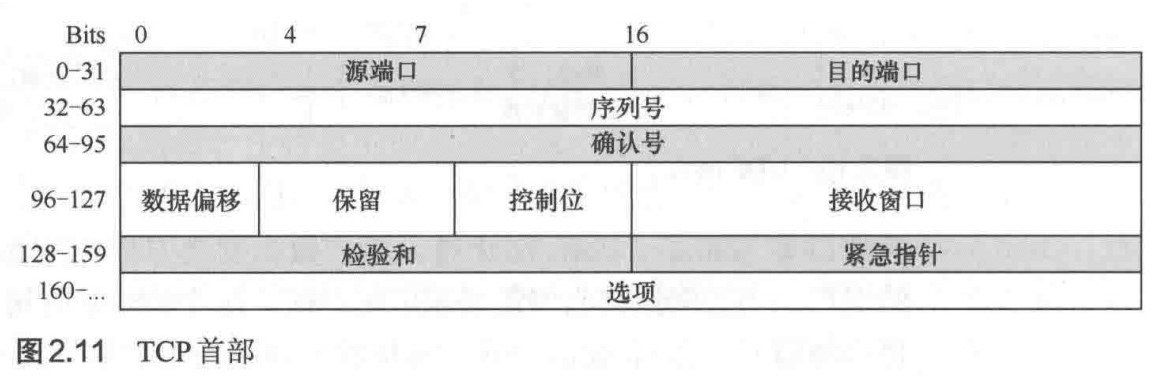 Bits 0 4 7 16
0-31 源端口 目的端口
32-63 序列号
64-95 确认号
96-127 数据偏移 保留 控制位 接收窗口
128-159 检验和 紧急指针
160-... 选项
图2.11 TCP首部